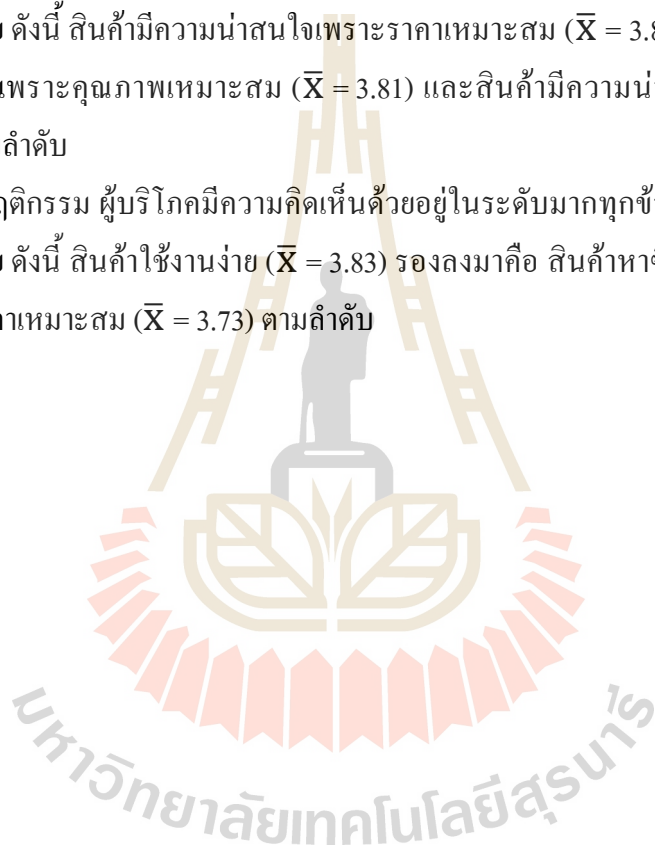 ดังนี้ สินค้ามีความน่าสนใจเพราะราคาเหมาะสม (X̅ = 3.8
เพราะคุณภาพเหมาะสม (X̅ = 3.81) และสินค้ามีความน่
ลำดับ
ผู้บริโภคมีความคิดเห็นด้วยอยู่ในระดับมากทุกข้
ดังนี้ สินค้าใช้งานง่าย (X̅ = 3.83) รองลงมาคือ สินค้าหา
าเหมาะสม (X̅ = 3.73) ตามลำดับ
มหาวิทยาลัยเทคโนโลยีสุรนารี